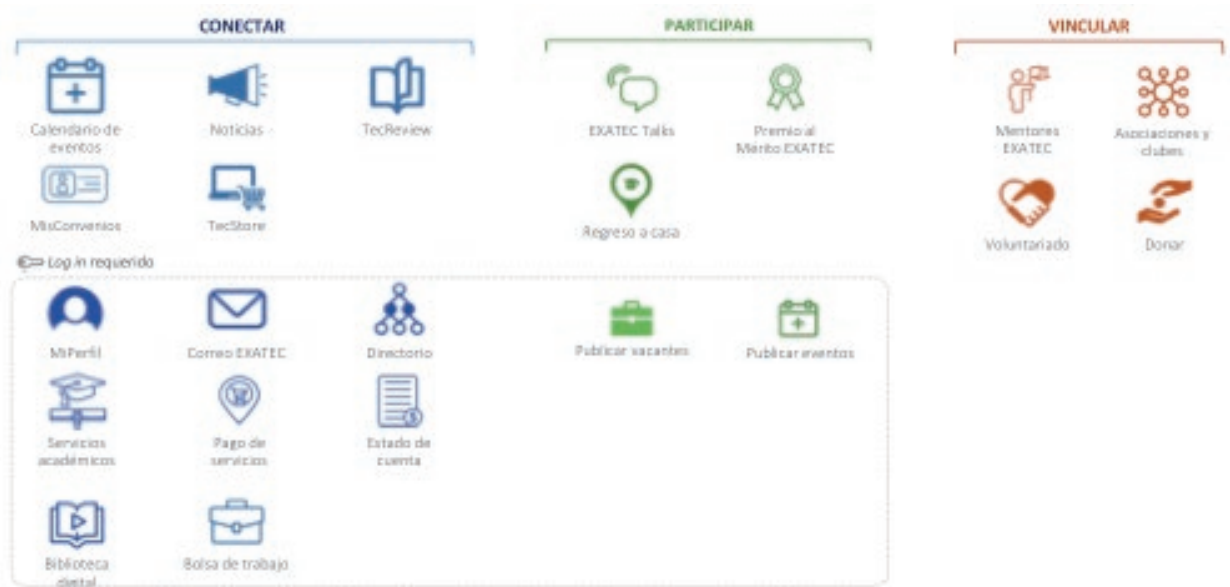 CONECTAR
PARTICIPAR
VINCULAR
Calendario de
eventos
Noticias
TecReview
EXATEC Talks
Premio al
Mérito EXATEC
Mentores
EXATEC
Asociaciones y
clubes
MisConvenios
TecStore
Regreso a casa
Voluntariado
Donar
Log in requerido
MiPerfil
Correo EXATEC
Directorio
Publicar vacantes
Publicar eventos
Servicios
académicos
Pago de
servicios
Estado de
cuenta
Biblioteca
digital
Bolsa de trabajo